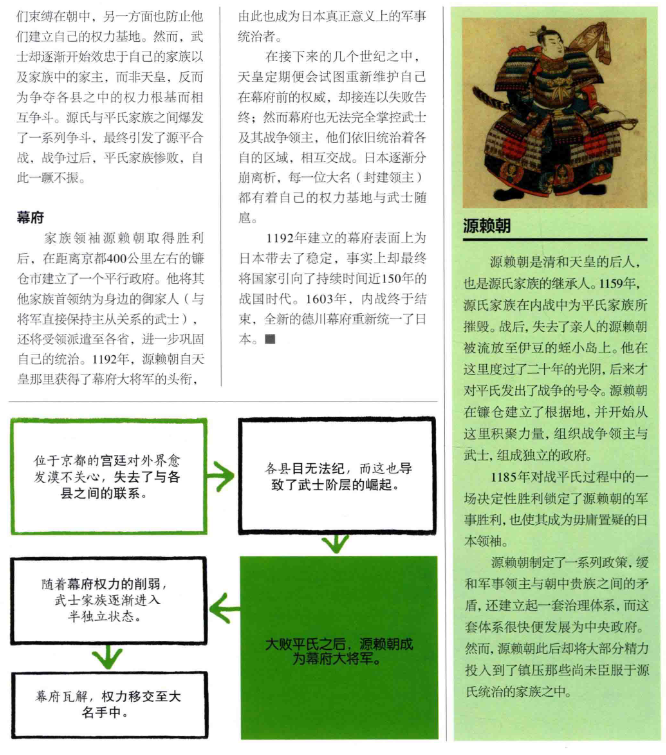 们束缚在朝中，另一方面也防止他
们建立自己的权力基地。然而，武
士却逐渐开始效忠于自己的家族以
及家族中的家主，而非天皇，反而
为争夺各县之中的权力根基而相
互争斗。源氏与平氏家族之间爆发
了一系列争斗，最终引发了源平合
战，战争过后，平氏家族惨败，自
此一蹶不振。
幕府
家族领袖源赖朝取得胜利
后，在距离京都400公里左右的镰
仓市建立了一个平行政府。他将其
他家族首领纳为身边的御家人（与
将军直接保持主从关系的武士），
还将受领派遣至各省，进一步巩固
自己的统治。1192年，源赖朝自天
皇那里获得了幕府大将军的头衔，
由此也成为日本真正意义上的军事
统治者。
在接下来的几个世纪之中，
天皇定期便会试图重新维护自己
在幕府前的权威，却接连以失败告
终；然而幕府也无法完全掌控武士
及其战争领主，他们依旧统治着各
自的区域，相互交战。日本逐渐分
崩离析，每一位大名（封建领主）
都有着自己的权力基地与武士随
扈。
1192年建立的幕府表面上为
日本带去了稳定，事实上却最终
将国家引向了持续时间近150年的
战国时代。1603年，内战终于结
束，全新的德川幕府重新统一了日
本。■
源赖朝
源赖朝是清和天皇的后人，
也是源氏家族的继承人。1159年，
源氏家族在内战中为平氏家族所
摧毁。战后，失去了亲人的源赖朝
被流放至伊豆的蛭小岛上。他在
这里度过了二十年的光阴，后来才
对平氏发出了战争的号令。源赖朝
在镰仓建立了根据地，并开始从
这里积聚力量，组织战争领主与
武士，组成独立的政府。
1185年对战平氏过程中的一
场决定性胜利锁定了源赖朝的军
事胜利，也使其成为毋庸置疑的日
本领袖。
源赖朝制定了一系列政策，缓
和军事领主与朝中贵族之间的矛
盾，还建立起一套治理体系，而这
套体系很快便发展为中央政府。
然而，源赖朝此后却将大部分精力
投入到了镇压那些尚未臣服于源
氏统治的家族之中。
位于京都的宫廷对外界愈
发漠不关心，失去了与各
县之间的联系。
各县目无法纪，而这也导
致了武士阶层的崛起。
大败平氏之后，源赖朝成
为幕府大将军。
随着幕府权力的削弱，
武士家族逐渐进入
半独立状态。
幕府瓦解，权力移交至大
名手中。